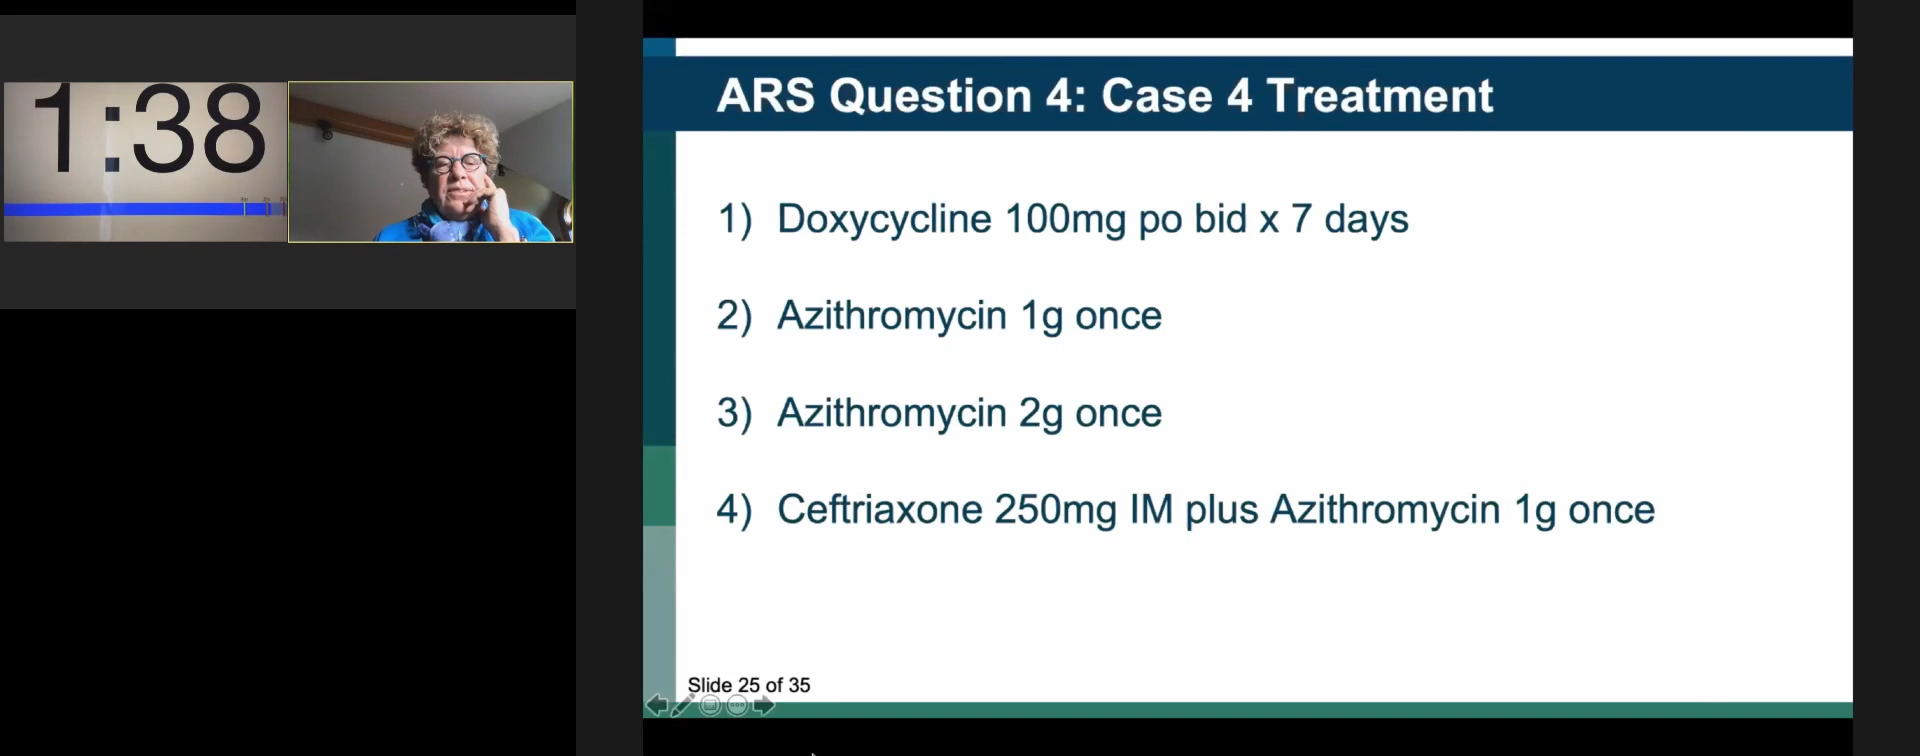 1:38
ARS Question 4: Case 4 Treatment
1) Doxycycline 100mg po bid x 7 days
2) Azithromycin 1g once
3) Azithromycin 2g once
4) Ceftriaxone 250mg IM plus Azithromycin 1g once
Slide 25 of 35